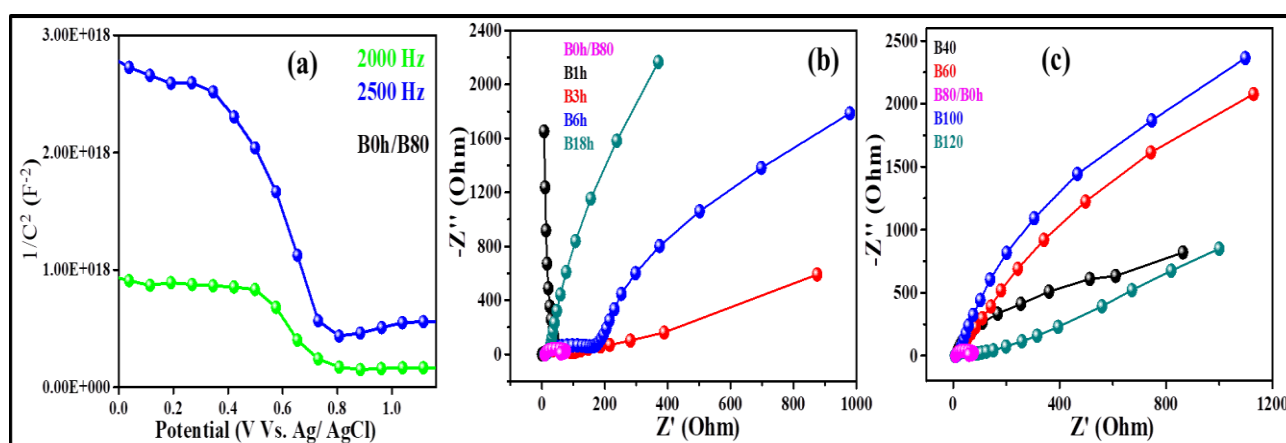 (a)
2000 Hz
2500 Hz
B0h/B80
3.00E+018
2.00E+018
1.00E+018
0.00E+000
1/C² (F⁻²)
0.0 0.2 0.4 0.6 0.8 1.0
Potential (V Vs. Ag/ AgCl)
(b)
B0h/B80
B1h
B3h
B6h
B18h
2400
2000
1600
1200
800
400
0
-Z'' (Ohm)
0 200 400 600 800 1000
Z' (Ohm)
(c)
B40
B60
B80/B0h
B100
B120
2500
2000
1500
1000
500
0
-Z'' (Ohm)
0 400 800 1200
Z' (Ohm)